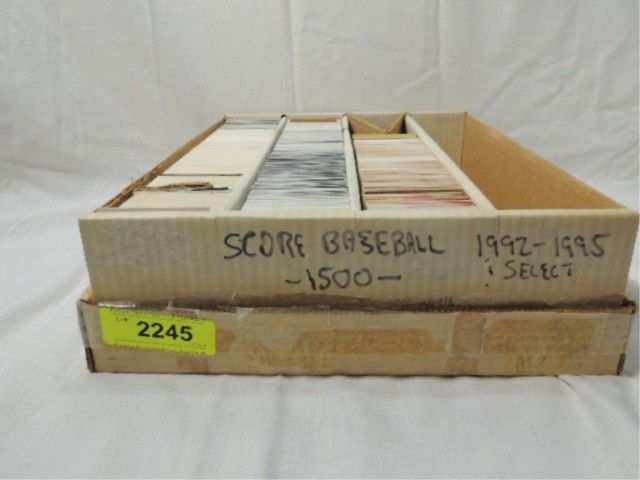 SCORE BASEBALL 1992-1995
-1500- & SELECT
2245